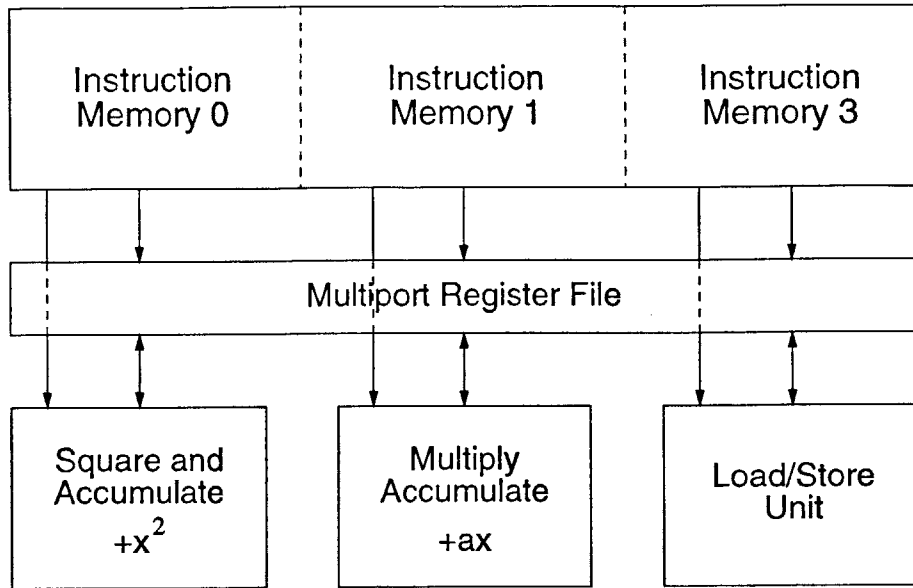 Instruction
Memory 0
Instruction
Memory 1
Instruction
Memory 3
Multiport Register File
Square and
Accumulate
+x²
Multiply
Accumulate
+ax
Load/Store
Unit